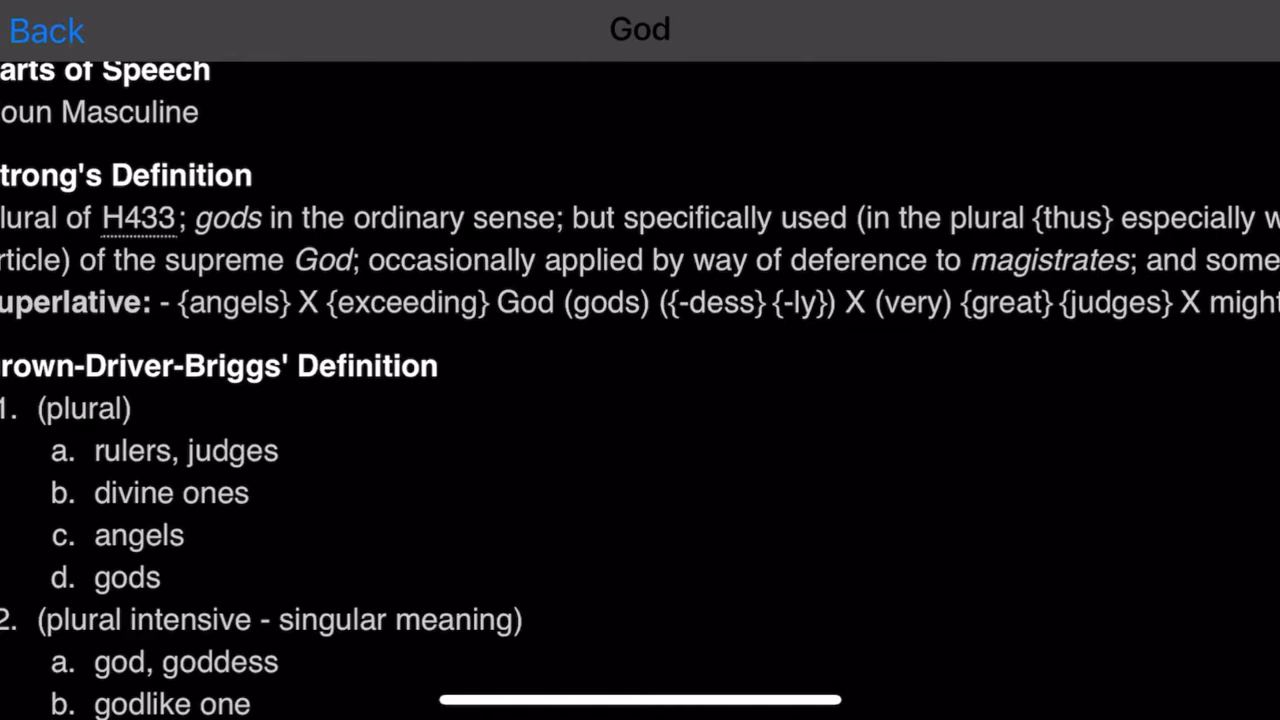 Back
God
arts of Speech
oun Masculine
trong's Definition
lural of H433; gods in the ordinary sense; but specifically used (in the plural {thus} especially w
rticle) of the supreme God; occasionally applied by way of deference to magistrates; and some
uperlative: - {angels} X {exceeding} God (gods) ({-dess} {-ly}) X (very) {great} {judges} X might
rown-Driver-Briggs' Definition
1. (plural)
a. rulers, judges
b. divine ones
c. angels
d. gods
2. (plural intensive - singular meaning)
a. god, goddess
b. godlike one